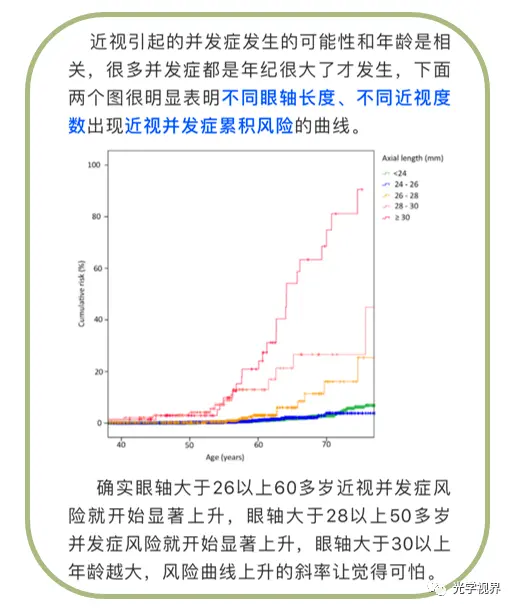 近视引起的并发症发生的可能性和年龄是相
关，很多并发症都是年纪很大了才发生，下面
两个图很明显表明不同眼轴长度、不同近视度
数出现近视并发症累积风险的曲线。
Axial length (mm)
<24
24 - 26
26 - 28
28 - 30
≥ 30
Cumulative risk (%)
100
80
60
40
20
0
40
50
60
70
Age (years)
确实眼轴大于26以上60多岁近视并发症风
险就开始显著上升，眼轴大于28以上50多岁
并发症风险就开始显著上升，眼轴大于30以上
年龄越大，风险曲线上升的斜率让觉得可怕。
光学视界